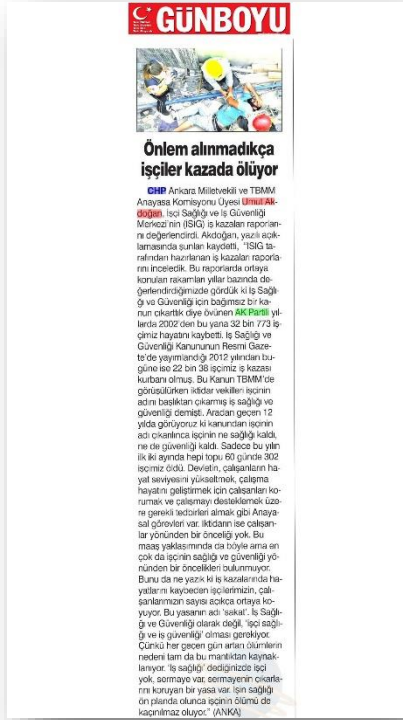 GÜNBOYU
Önlem alınmadıkça
işçiler kazada ölüyor
CHP Ankara Milletvekili ve TBMM
Anayasa Komisyonu Üyesi Umut Ak-
doğan, İşçi Sağlığı ve İş Güvenliği
Merkezi'nin (ISIG) iş kazaları raporları-
nı değerlendirdi. Akdoğan, yazılı açık-
lamasında şunları kaydetti, "ISIG ta-
rafından hazırlanan iş kazaları raporla-
rını inceledik. Bu raporlarda ortaya
konulan rakamları yıllar bazında de-
ğerlendirdiğimizde gördük ki İş Sağlı-
ğı ve Güvenliği için bağımsız bir ka-
nun çıkarttık diye övünen AK Partili yıl-
larda 2002'den bu yana 32 bin 773 iş-
çimiz hayatını kaybetti. İş Sağlığı ve
Güvenliği Kanununun Resmi Gaze-
te'de yayımlandığı 2012 yılından bu-
güne ise 22 bin 38 işçimiz iş kazası
kurbanı olmuş. Bu Kanun TBMM'de
görüşülürken iktidar vekilleri işçinin
adını başlıktan çıkarmış iş sağlığı ve
güvenliği demişti. Aradan geçen 12
yılda görüyoruz ki kanundan işçinin
adı çıkarılınca işçinin ne sağlığı kaldı,
ne de güvenliği kaldı. Sadece bu yılın
ilk iki ayında hepi topu 60 günde 302
işçimiz öldü. Devletin, çalışanların ha-
yat seviyesini yükseltmek, çalışma
hayatını geliştirmek için çalışanları ko-
rumak ve çalışmayı desteklemek üze-
re gerekli tedbirleri almak gibi Anaya-
sal görevleri var. İktidarın ise çalışan-
lar yönünden bir önceliği yok. Bu
maaş yaklaşımında da böyle ama en
çok da işçinin sağlığı ve güvenliği yö-
nünden bir öncelikleri bulunmuyor.
Bunu da ne yazık ki iş kazalarında ha-
yatlarını kaybeden işçilerimizin, çalı-
şanlarımızın sayısı açıkça ortaya ko-
yuyor. Bu yasanın adı 'sakat'. İş Sağlı-
ğı ve Güvenliği olarak değil, 'işçi sağlı-
ğı ve iş güvenliği' olması gerekiyor.
Çünkü her geçen gün artan ölümlerin
nedeni tam da bu mantıktan kaynak-
lanıyor. 'İş sağlığı' dediğinizde işçi
yok, sermaye var, sermayenin çıkarla-
rını koruyan bir yasa var. İşin sağlığı
ön planda olunca işçinin ölümü de
kaçınılmaz oluyor." (ANKA)